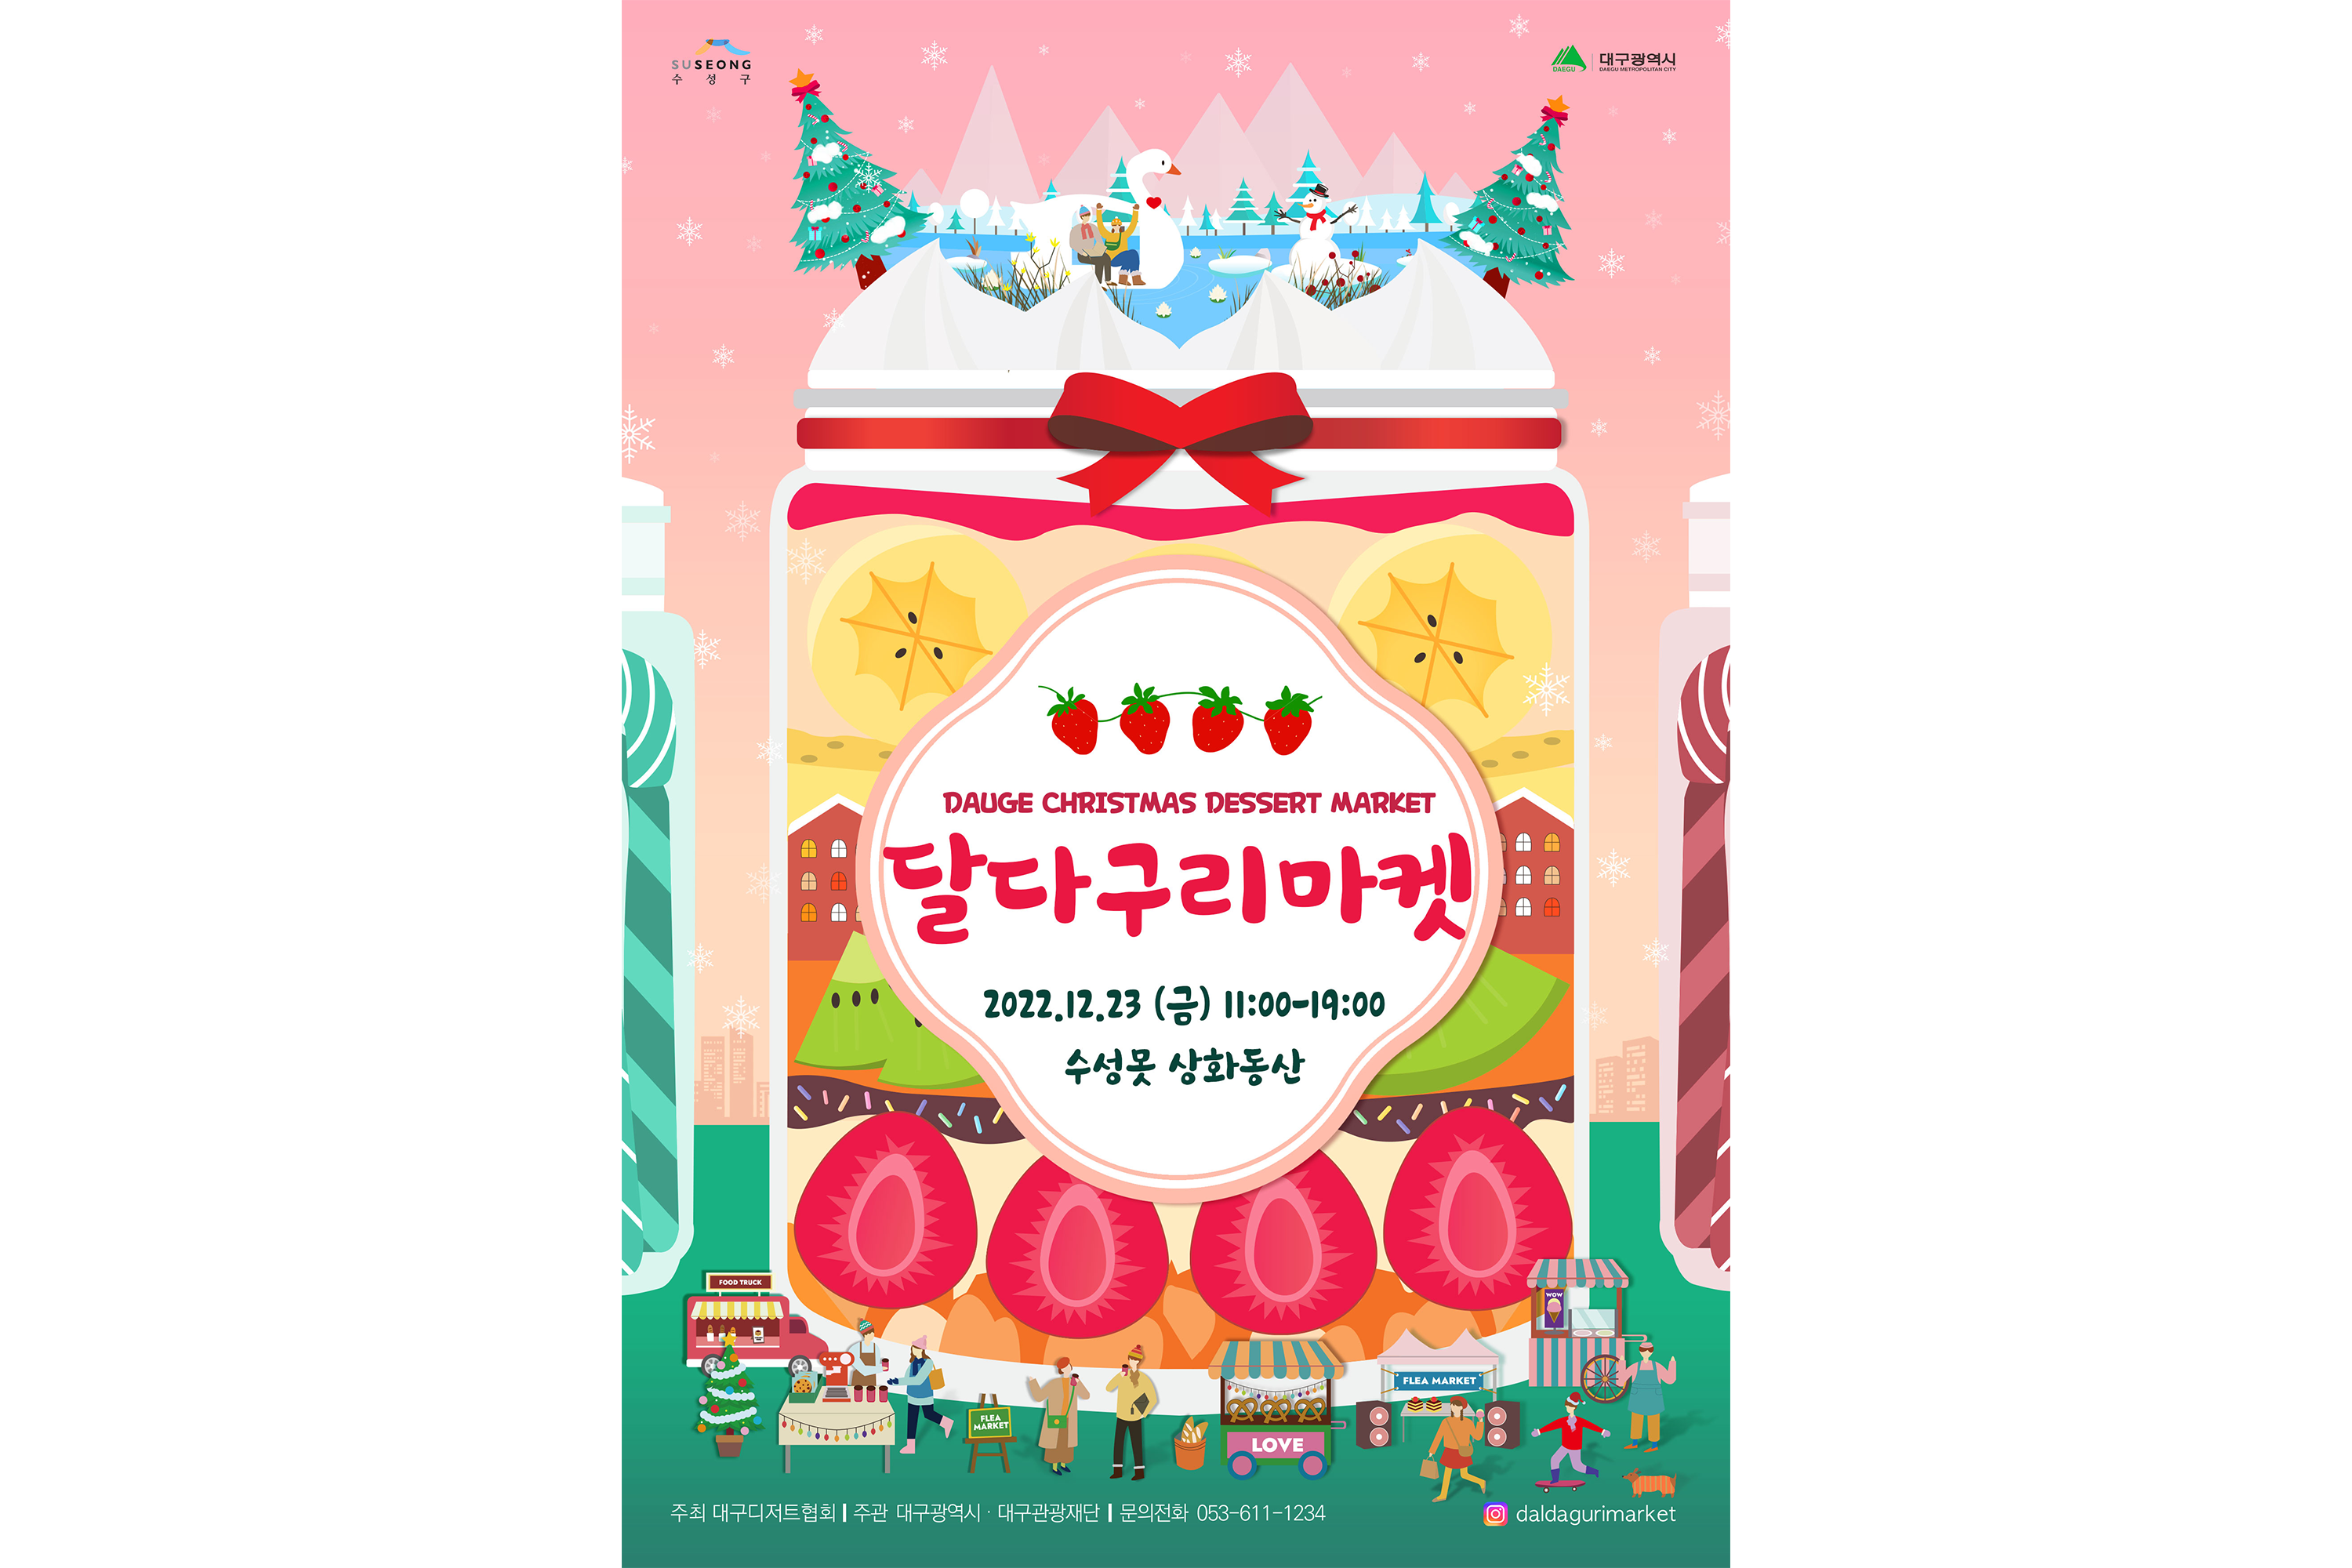 SUSEONG
수 성 구
DAEGU
대구광역시
DAEGU METROPOLITAN CITY
DAUGE CHRISTMAS DESSERT MARKET
달다구리마켓
2022.12.23 (금) 11:00-19:00
수성못 상화동산
FOOD TRUCK
WOW
FLEA MARKET
FLEA
MARKET
LOVE
주최 대구디저트협회 | 주관 대구광역시 · 대구관광재단 | 문의전화 053-611-1234
daldagurimarket